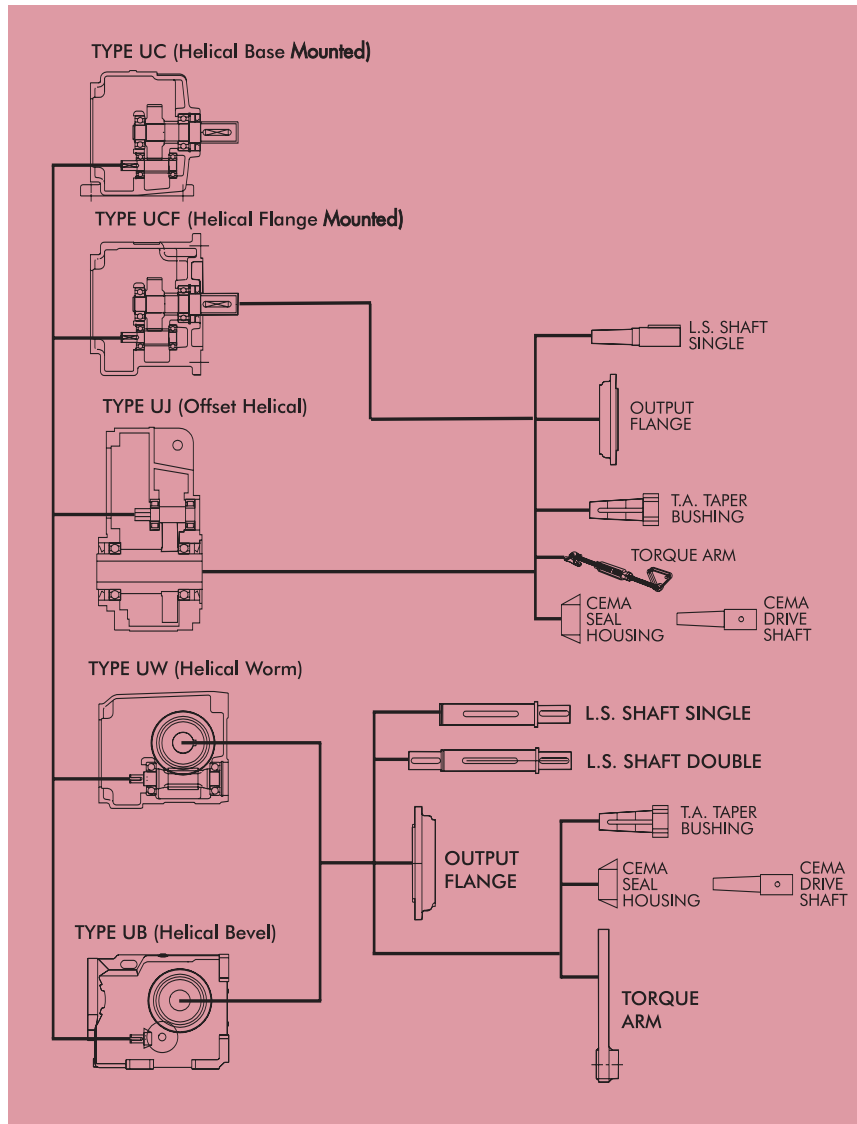 TYPE UC (Helical Base Mounted)
TYPE UCF (Helical Flange Mounted)
L.S. SHAFT
SINGLE
TYPE UJ (Offset Helical)
OUTPUT
FLANGE
T.A. TAPER
BUSHING
TORQUE ARM
CEMA
SEAL
HOUSING
CEMA
DRIVE
SHAFT
TYPE UW (Helical Worm)
L.S. SHAFT SINGLE
L.S. SHAFT DOUBLE
T.A. TAPER
BUSHING
OUTPUT
FLANGE
CEMA
SEAL
HOUSING
CEMA
DRIVE
SHAFT
TYPE UB (Helical Bevel)
TORQUE
ARM